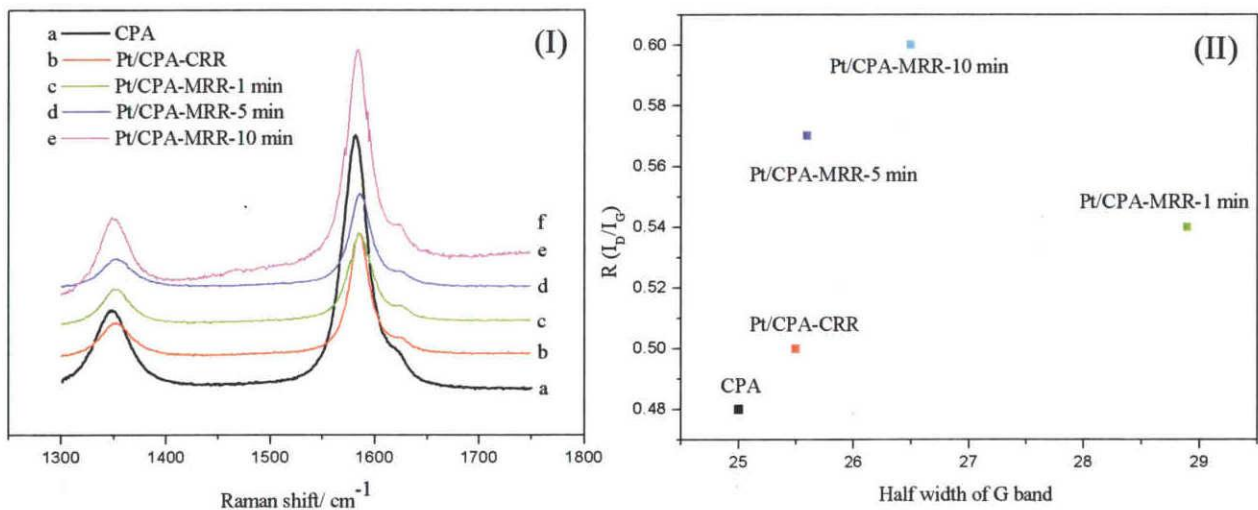 a CPA
b Pt/CPA-CRR
c Pt/CPA-MRR-1 min
d Pt/CPA-MRR-5 min
e Pt/CPA-MRR-10 min
(I)
f
e
d
c
b
a
1300 1400 1500 1600 1700 1800
Raman shift/ cm⁻¹
(II)
R (I_D/I_G)
0.60
0.58
0.56
0.54
0.52
0.50
0.48
Pt/CPA-MRR-10 min
Pt/CPA-MRR-5 min
Pt/CPA-MRR-1 min
Pt/CPA-CRR
CPA
25 26 27 28 29
Half width of G band